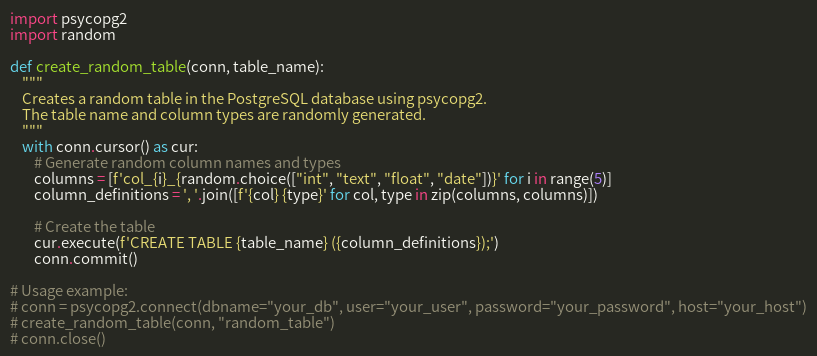 import psycopg2
import random

def create_random_table(conn, table_name):
    """
    Creates a random table in the PostgreSQL database using psycopg2.
    The table name and column types are randomly generated.
    """
    with conn.cursor() as cur:
        # Generate random column names and types
        columns = [f'col_{i}_{random.choice(["int", "text", "float", "date"])}' for i in range(5)]
        column_definitions = ', '.join([f'{col} {type}' for col, type in zip(columns, columns)])

        # Create the table
        cur.execute(f'CREATE TABLE {table_name} ({column_definitions});')
        conn.commit()

# Usage example:
# conn = psycopg2.connect(dbname="your_db", user="your_user", password="your_password", host="your_host")
# create_random_table(conn, "random_table")
# conn.close()